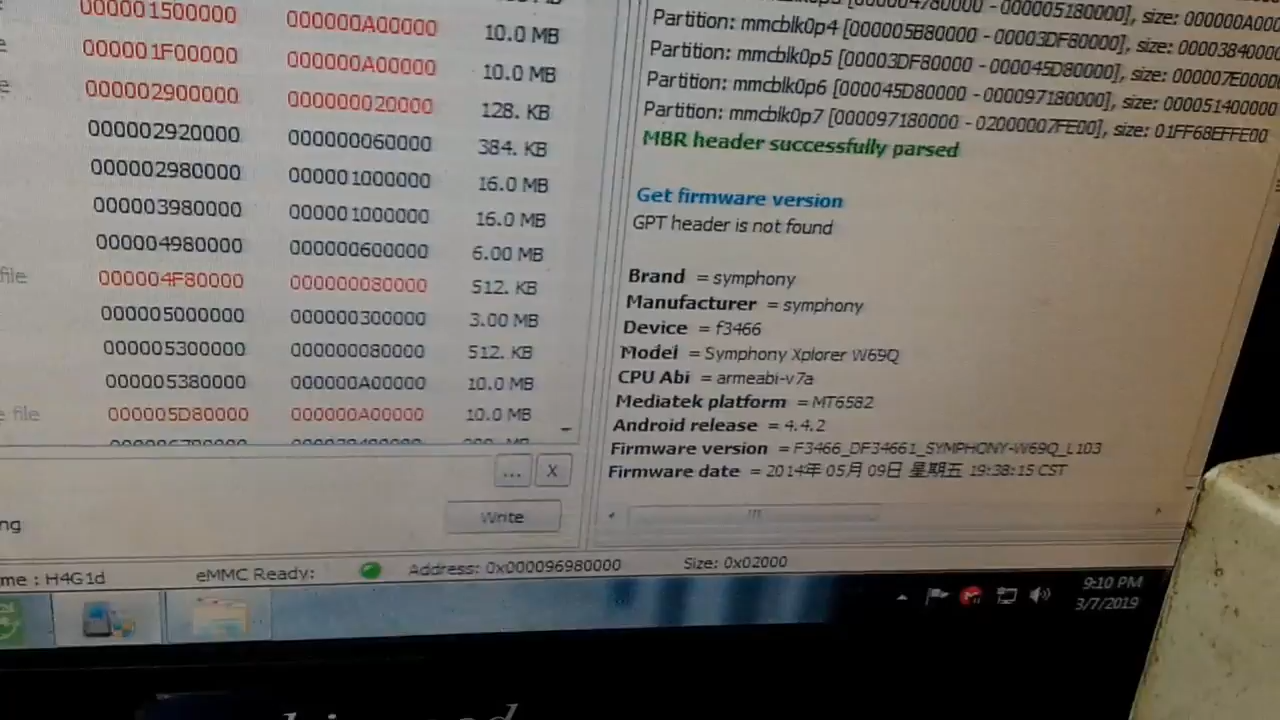 000001500000 000000A00000 10.0 MB
000001F00000 000000A00000 10.0 MB
000002900000 000000020000 128. KB
000002920000 000000060000 384. KB
000002980000 000001000000 16.0 MB
000003980000 000001000000 16.0 MB
000004980000 000000600000 6.00 MB
file 000004F80000 000000080000 512. KB
000005000000 000000300000 3.00 MB
000005300000 000000080000 512. KB
000005380000 000000A00000 10.0 MB
file 000005D80000 000000A00000 10.0 MB
... X
ng
Write
000004780000 - 000005180000], size: 000000A000
Partition: mmcblk0p4 [000005B80000 - 00003DF80000], size: 00003840000
Partition: mmcblk0p5 [00003DF80000 - 000045D80000], size: 000007E0000
Partition: mmcblk0p6 [000045D80000 - 000097180000], size: 000051400000
Partition: mmcblk0p7 [000097180000 - 02000007FE00], size: 01FF68EFFE00
MBR header successfully parsed
Get firmware version
GPT header is not found
Brand = symphony
Manufacturer = symphony
Device = f3466
Model = Symphony Xplorer W69Q
CPU Abi = armeabi-v7a
Mediatek platform = MT6582
Android release = 4.4.2
Firmware version = F3466_DF34661_SYMPHONY-W69Q_L103
Firmware date = 2014年 05月 09日 星期五 19:38:15 CST
me : H4G1d eMMC Ready: Address: 0x000096980000 Size: 0x02000
9:10 PM
3/7/2019